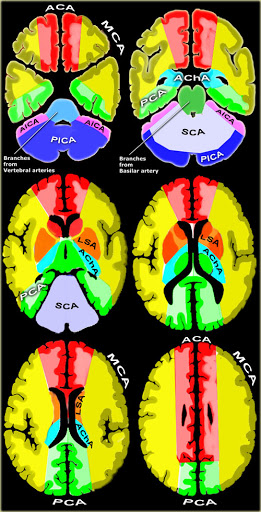 ACA
MCA
AICA
AICA
PICA
Branches
from
Vertebral arteries
AChA
PCA
AICA
SCA
PICA
Branches
from
Basilar artery
LSA
AChA
PCA
SCA
LSA
AChA
MCA
LSA
AChA
PCA
ACA
MCA
PCA